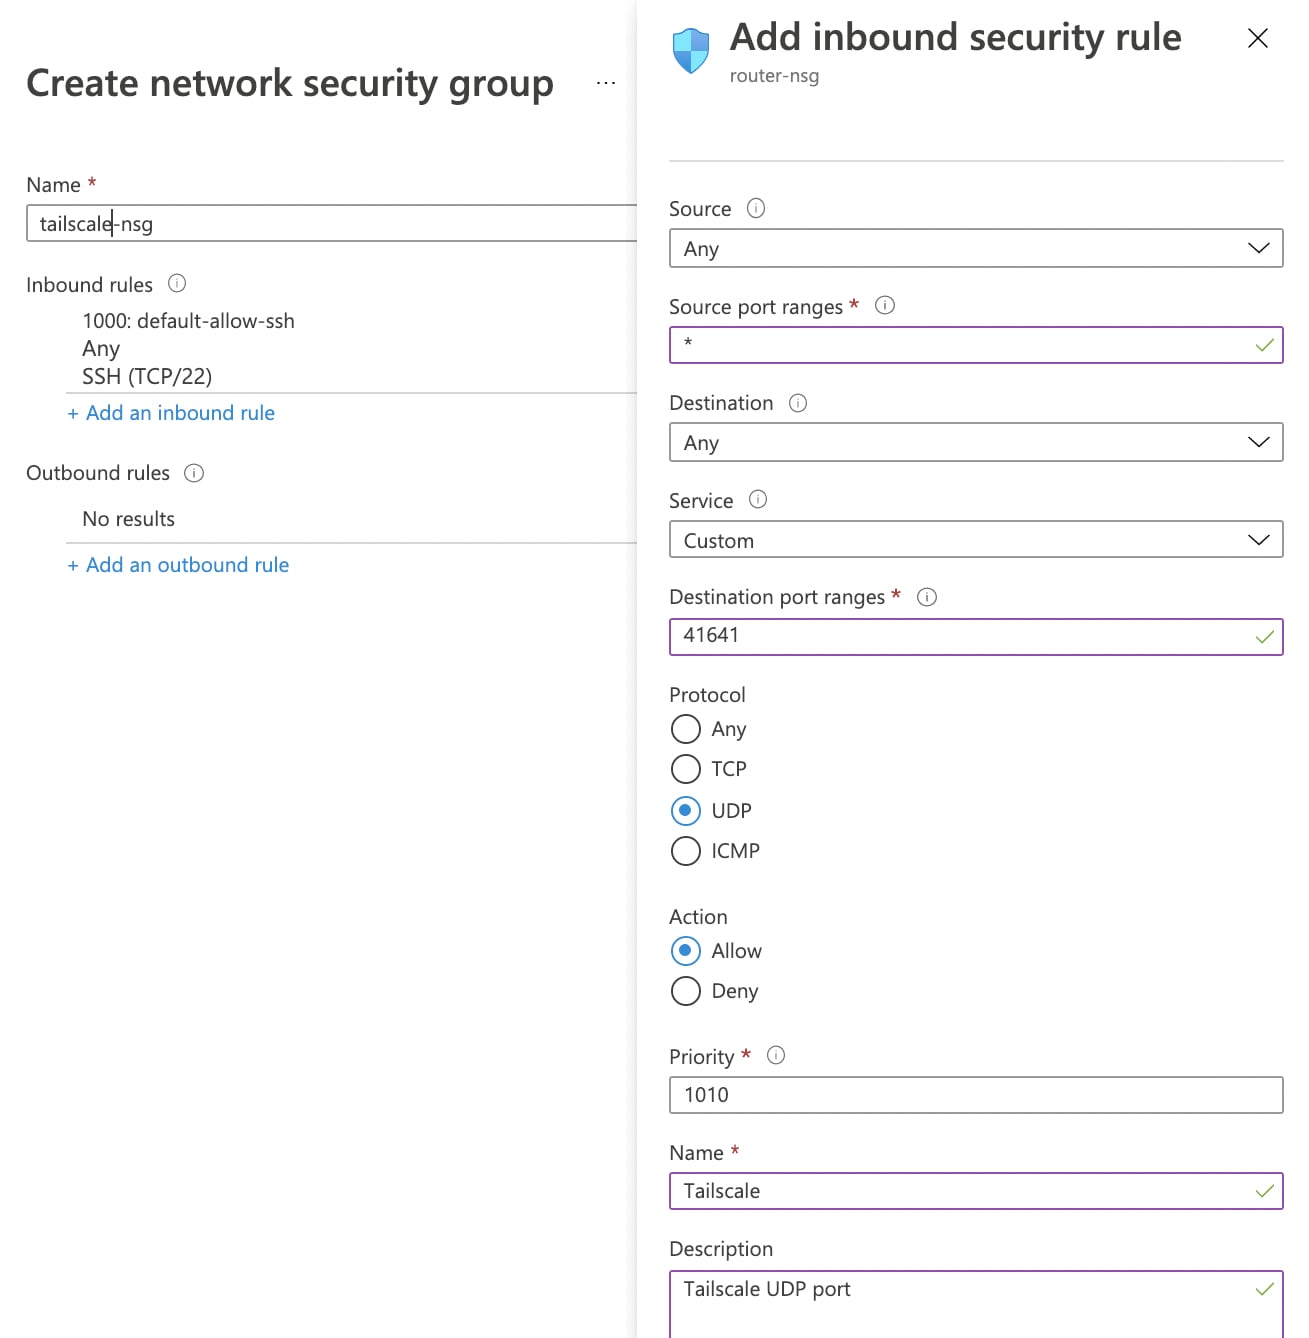 Create network security group
...
Name *
tailscale-nsg
Inbound rules
1000: default-allow-ssh
Any
SSH (TCP/22)
+ Add an inbound rule
Outbound rules
No results
+ Add an outbound rule
Add inbound security rule
router-nsg
Source
Any
Source port ranges *
*
Destination
Any
Service
Custom
Destination port ranges *
41641
Protocol
Any
TCP
UDP
ICMP
Action
Allow
Deny
Priority *
1010
Name *
Tailscale
Description
Tailscale UDP port